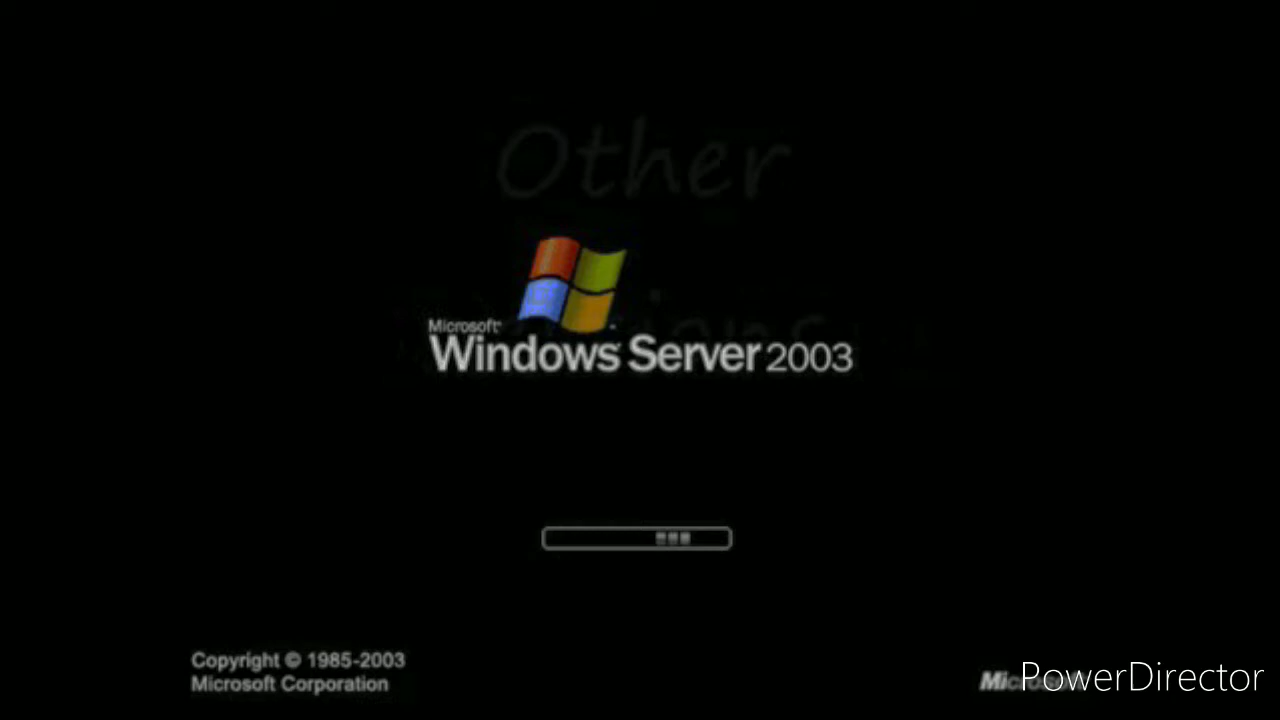 Other
Microsoft
Windows Server 2003
Copyright © 1985-2003
Microsoft Corporation
PowerDirector